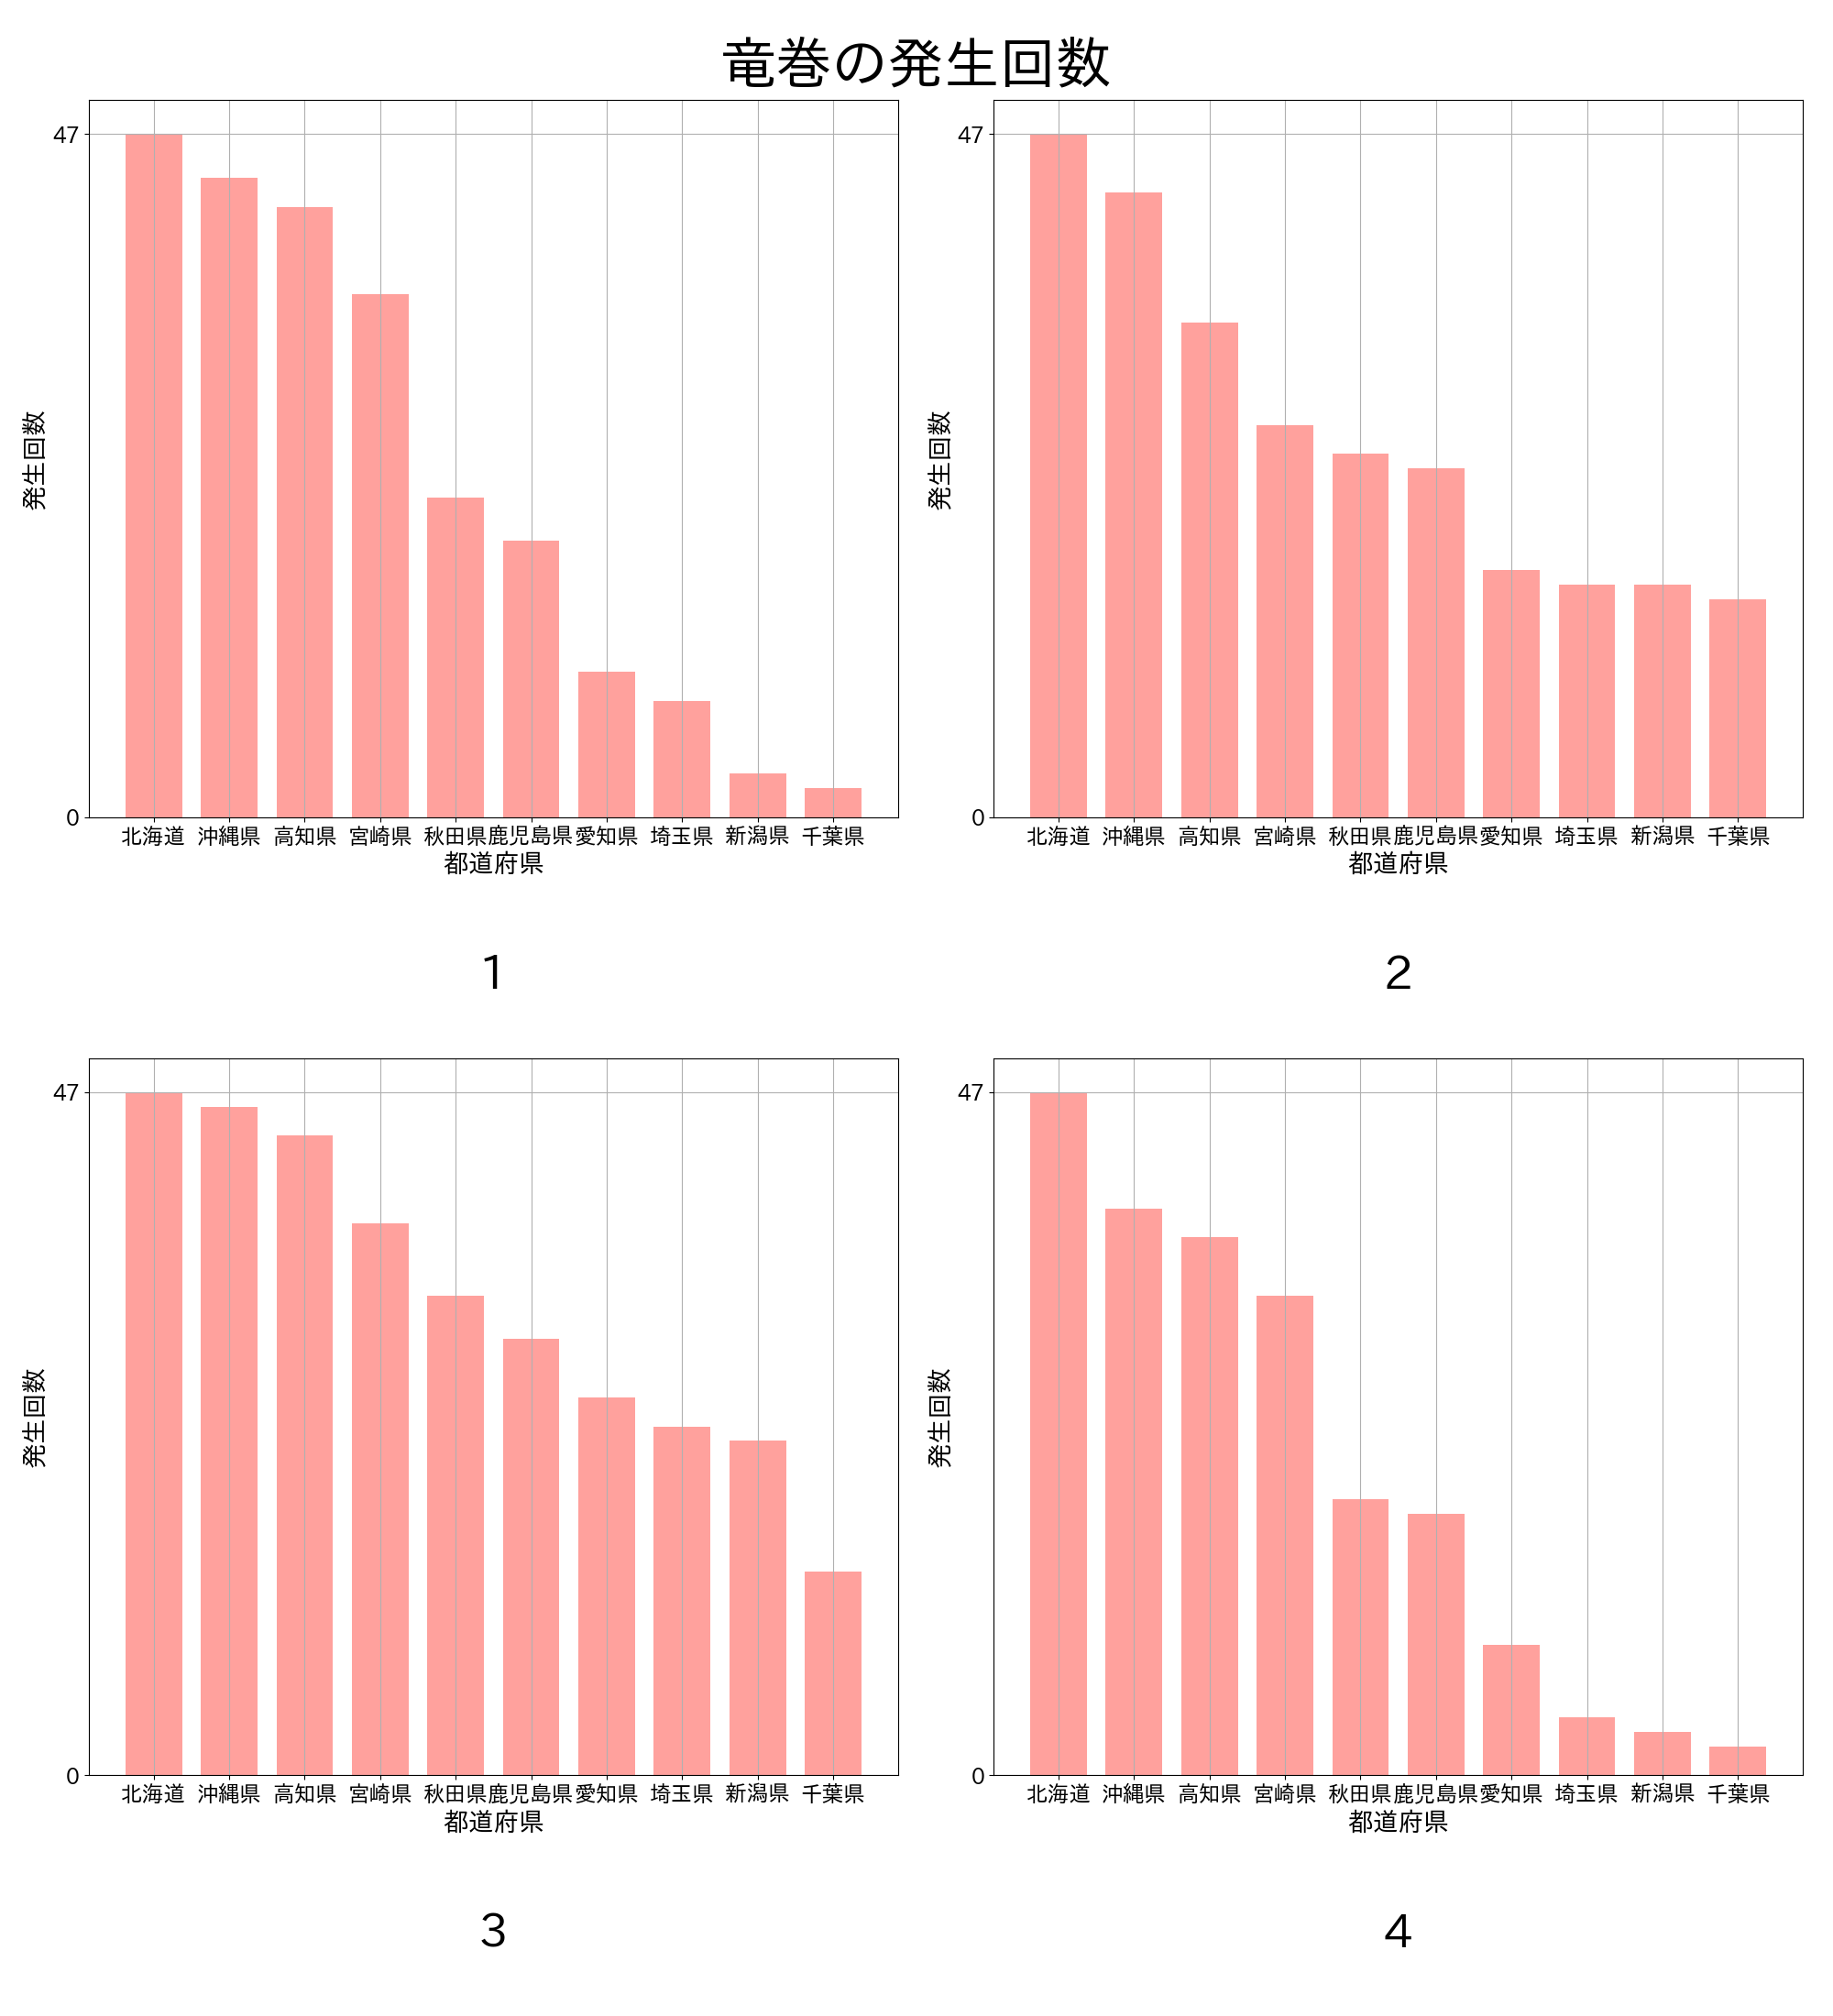 竜巻の発生回数
47
0
発生回数
北海道 沖縄県 高知県 宮崎県 秋田県 鹿児島県 愛知県 埼玉県 新潟県 千葉県
都道府県
1
47
0
発生回数
北海道 沖縄県 高知県 宮崎県 秋田県 鹿児島県 愛知県 埼玉県 新潟県 千葉県
都道府県
2
47
0
発生回数
北海道 沖縄県 高知県 宮崎県 秋田県 鹿児島県 愛知県 埼玉県 新潟県 千葉県
都道府県
3
47
0
発生回数
北海道 沖縄県 高知県 宮崎県 秋田県 鹿児島県 愛知県 埼玉県 新潟県 千葉県
都道府県
4